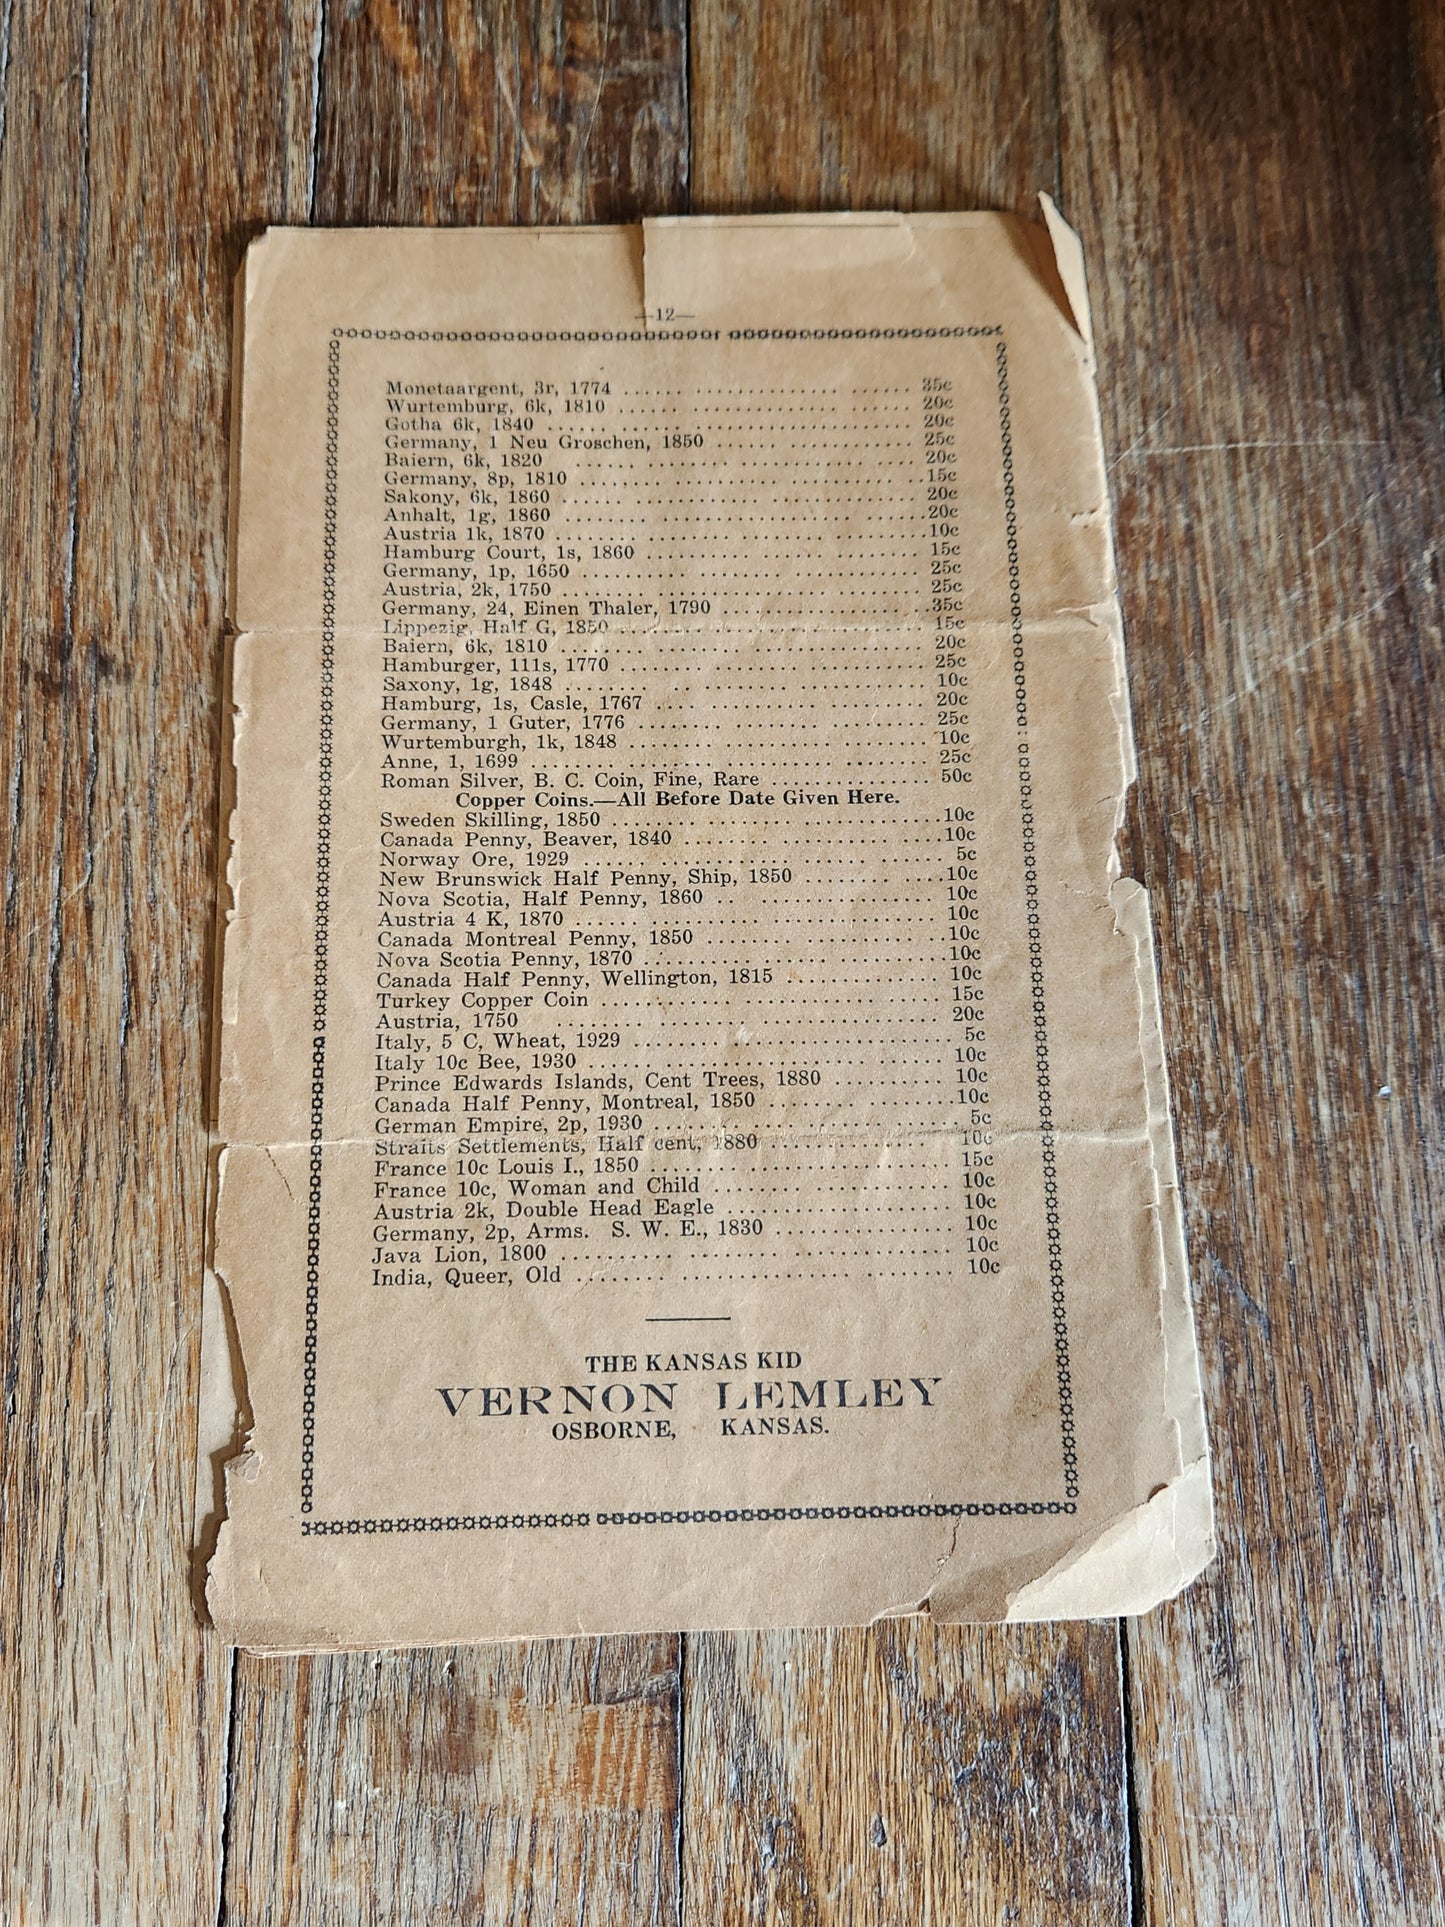 —12—
Monetaargent, 3r, 1774 ...... .................. ...... 35c
Wurtemburg, 6k, 1810 ...... .................. ...... 20c
Gotha 6k, 1840 ...... ...... .................. 20c
Germany, 1 Neu Groschen, 1850 ...... ............ 25c
Baiern, 6k, 1820 ...... ........ ............ .... 20c
Germany, 8p, 1810 ........ ........ .......... ..15c
Sakony, 6k, 1860 ...... .................. ...... 20c
Anhalt, 1g, 1860 ........ .................. ......20c
Austria 1k, 1870 .................. ........ ........10c
Hamburg Court, 1s, 1860 .......... ........ ........ 15c
Germany, 1p, 1650 .......... ........ .......... 25c
Austria, 2k, 1750 ........ .................. ...... 25c
Germany, 24, Einen Thaler, 1790 ................ ..35c
Lippezig, Half G, 1850 ........ ........ ........ 15c
Baiern, 6k, 1810 ........ .................. ...... 20c
Hamburger, 111s, 1770 ........ ........ .......... 25c
Saxony, 1g, 1848 ........ .. ........ ............ 10c
Hamburg, 1s, Casle, 1767 .... ........ .......... 20c
Germany, 1 Guter, 1776 ........ ........ ........ 25c
Wurtemburgh, 1k, 1848 ........ .......... ........ 10c
Anne, 1, 1699 .......... ........ .......... ........ 25c
Roman Silver, B. C. Coin, Fine, Rare .............. 50c
Copper Coins.—All Before Date Given Here.
Sweden Skilling, 1850 ........ ........ ............10c
Canada Penny, Beaver, 1840 ........ .......... ....10c
Norway Ore, 1929 ...... ............ ........ ...... 5c
New Brunswick Half Penny, Ship, 1850 ........ ....10c
Nova Scotia, Half Penny, 1860 .. ................ 10c
Austria 4 K, 1870 ...... ........ ................ 10c
Canada Montreal Penny, 1850 ........ .......... ..10c
Nova Scotia Penny, 1870 ........ ........ ........10c
Canada Half Penny, Wellington, 1815 .............. 10c
Turkey Copper Coin ............ .......... ...... 15c
Austria, 1750 ........ ........ ................ 20c
Italy, 5 C, Wheat, 1929 ........ .................. 5c
Italy 10c Bee, 1930 ...... .................. ...... 10c
Prince Edwards Islands, Cent Trees, 1880 .......... 10c
Canada Half Penny, Montreal, 1850 ........ ........10c
German Empire, 2p, 1930 ........ .......... ...... 5c
Straits Settlements, Half cent, 1880 .............. 10c
France 10c Louis I., 1850 ........ ........ ........ 15c
France 10c, Woman and Child ........ ............ 10c
Austria 2k, Double Head Eagle .................... 10c
Germany, 2p, Arms. S. W. E., 1830 ................ 10c
Java Lion, 1800 .......... ........ .............. 10c
India, Queer, Old ........ ................ ........ 10c
THE KANSAS KID
VERNON LEMLEY
OSBORNE, KANSAS.